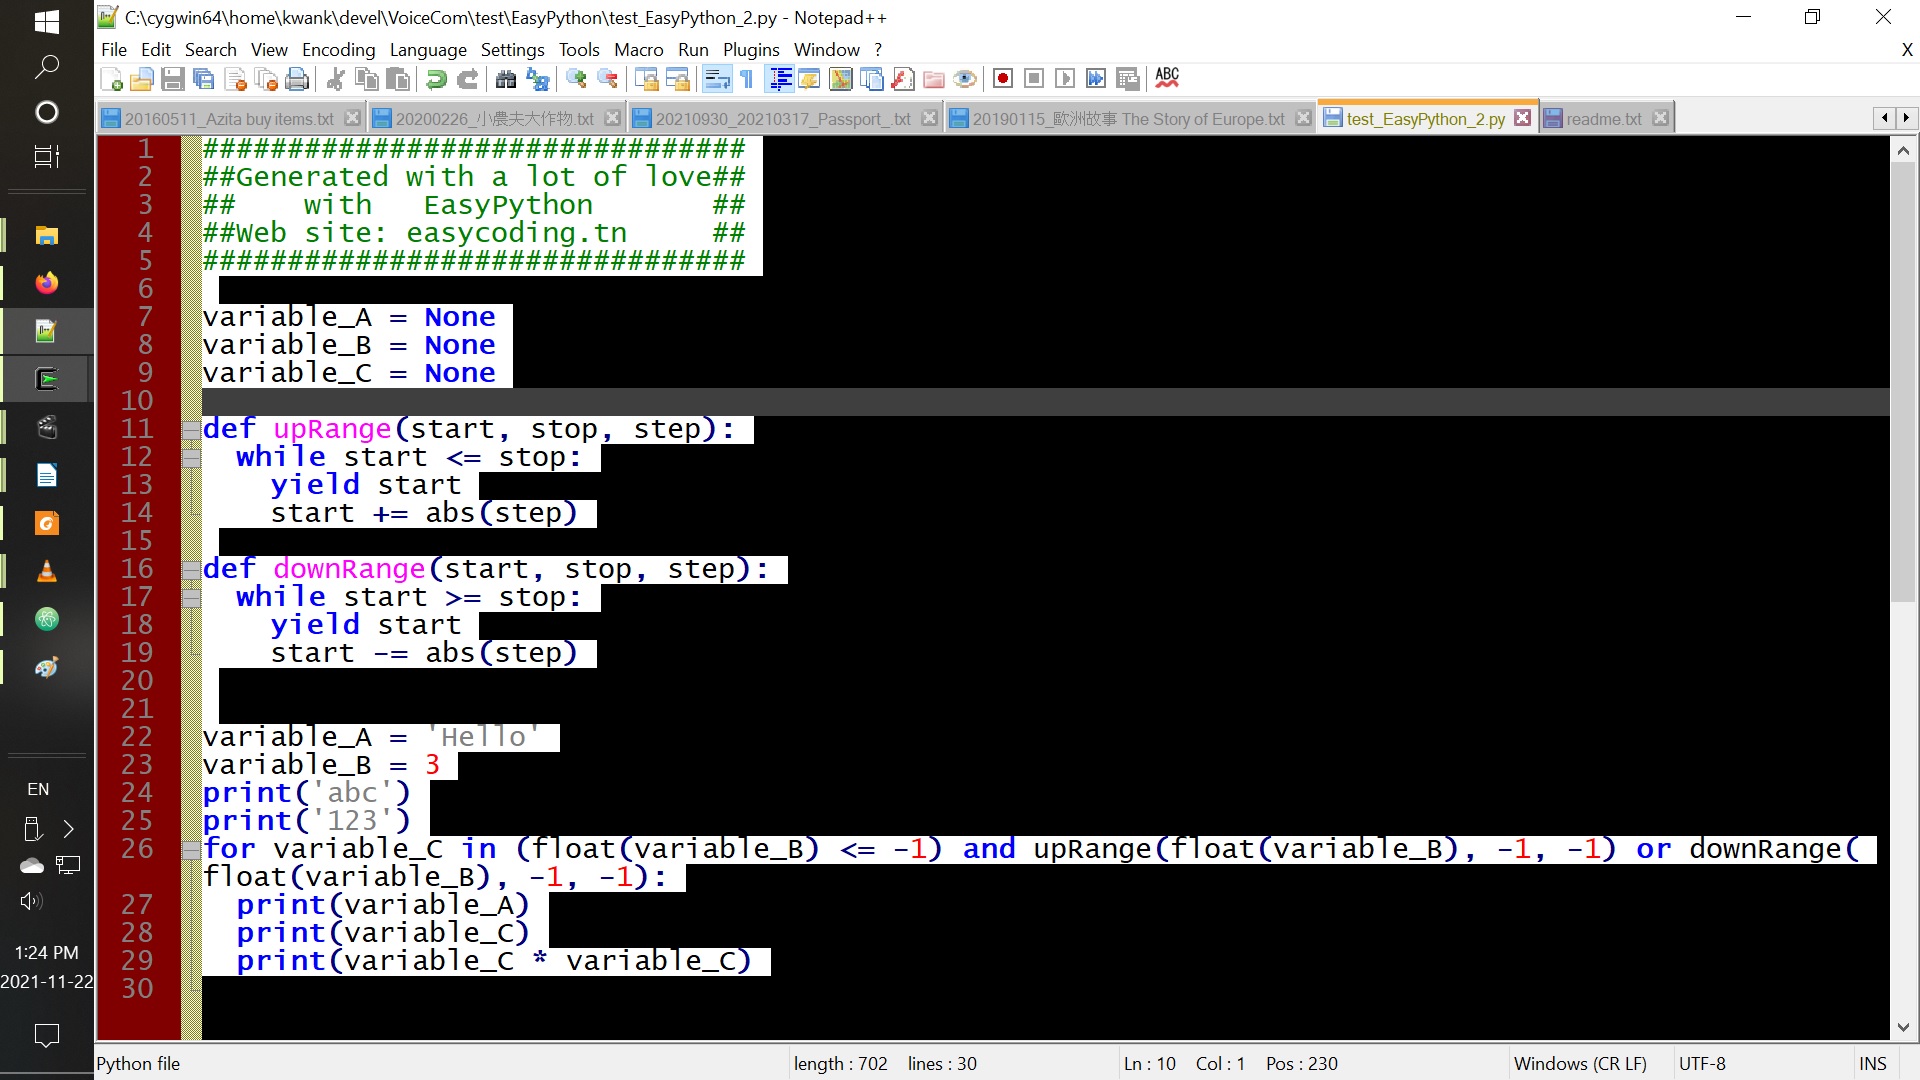 C:\cygwin64\home\kwank\devel\VoiceCom\test\EasyPython\test_EasyPython_2.py - Notepad++
File Edit Search View Encoding Language Settings Tools Macro Run Plugins Window ? X
ABC
20160511_Azita buy items.txt 20200226_小農夫大作物.txt 20210930_20210317_Passport_.txt 20190115_歐洲故事 The Story of Europe.txt test_EasyPython_2.py readme.txt
1 ################################
2 ##Generated with a lot of love##
3 ##    with   EasyPython       ##
4 ##Web site: easycoding.tn     ##
5 ################################
6
7 variable_A = None
8 variable_B = None
9 variable_C = None
10
11 def upRange(start, stop, step):
12   while start <= stop:
13     yield start
14     start += abs(step)
15
16 def downRange(start, stop, step):
17   while start >= stop:
18     yield start
19     start -= abs(step)
20
21
22 variable_A = 'Hello'
23 variable_B = 3
24 print('abc')
25 print('123')
26 for variable_C in (float(variable_B) <= -1) and upRange(float(variable_B), -1, -1) or downRange(
float(variable_B), -1, -1):
27   print(variable_A)
28   print(variable_C)
29   print(variable_C * variable_C)
30
EN
1:24 PM
2021-11-22
Python file length : 702 lines : 30 Ln : 10 Col : 1 Pos : 230 Windows (CR LF) UTF-8 INS